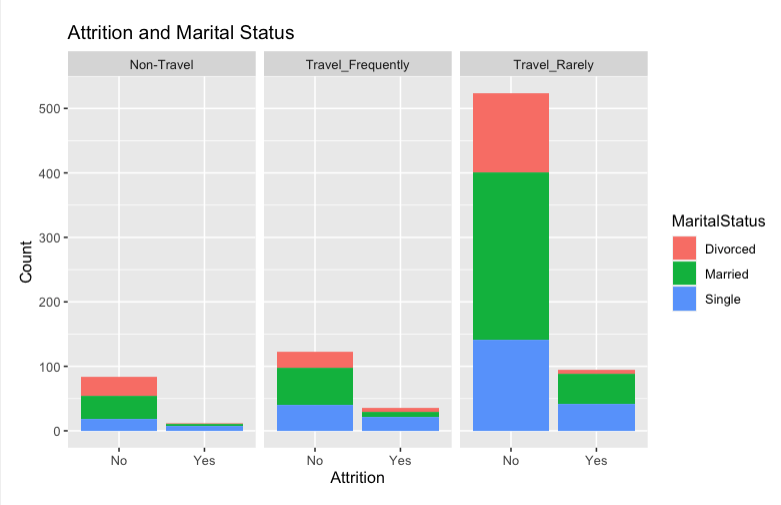 Attrition and Marital Status
Non-Travel
Travel_Frequently
Travel_Rarely
500
400
300
200
100
0
Count
No
Yes
No
Yes
No
Yes
Attrition
MaritalStatus
Divorced
Married
Single